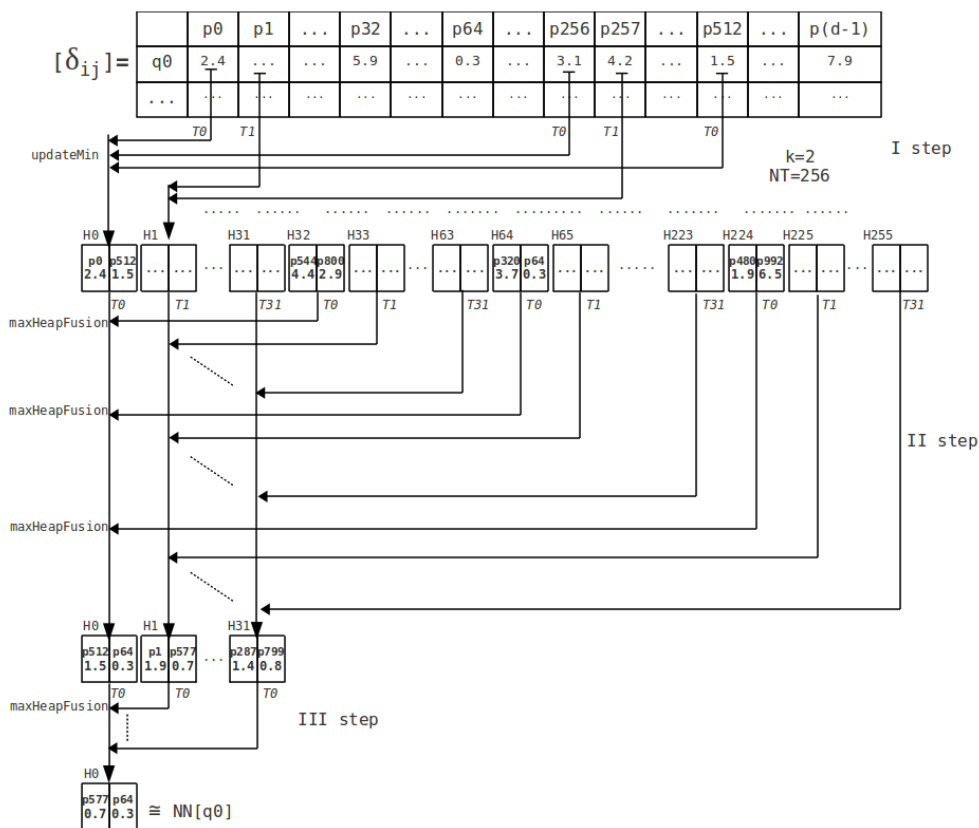 p0 p1 ... p32 ... p64 ... p256 p257 ... p512 ... p(d-1)
[δij]= q0 2.4 ... ... 5.9 ... 0.3 ... 3.1 4.2 ... 1.5 ... 7.9
... ... ... ... ... ... ... ... ... ... ... ... ... ...
T0 T1 T0 T1 T0
updateMin
I step
k=2
NT=256
..... ...... ...... ...... ....... ......... ...... ....... ...... ......
H0 H1 H31 H32 H33 H63 H64 H65 H223 H224 H225 H255
p0 p512 p544 p800 p320 p64 p480 p992
2.4 1.5 ... ... ... ... ... 4.4 2.9 ... ... ... ... ... 3.7 0.3 ... ... ..... ... ... 1.9 6.5 ... ... ... ... ...
T0 T1 T31 T0 T1 T31 T0 T1 T31 T0 T1 T31
maxHeapFusion
maxHeapFusion
II step
maxHeapFusion
H0 H1 H31
p512 p64 p1 p577 ... p287 p799
1.5 0.3 1.9 0.7 1.4 0.8
T0 T0 T0
maxHeapFusion
III step
H0
p577 p64
0.7 0.3 ≅ NN[q0]